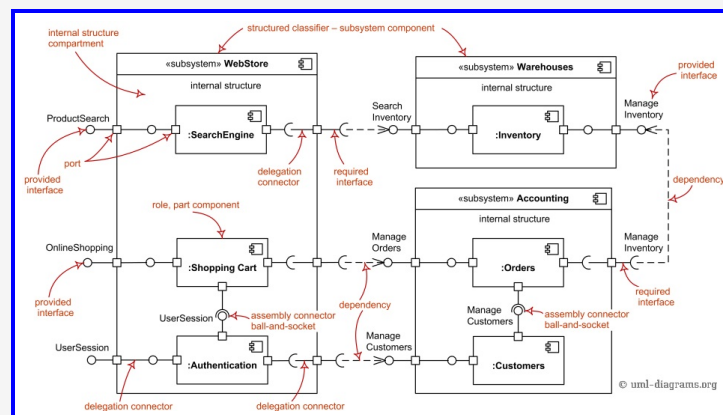 structured classifier – subsystem component
internal structure
compartment
«subsystem» WebStore
internal structure
«subsystem» Warehouses
internal structure
provided
interface
ProductSearch
:SearchEngine
Search
Inventory
:Inventory
Manage
Inventory
port
provided
interface
delegation
connector
required
interface
dependency
role, part component
«subsystem» Accounting
internal structure
OnlineShopping
:Shopping Cart
Manage
Orders
:Orders
Manage
Inventory
provided
interface
UserSession
assembly connector
ball-and-socket
dependency
Manage
Customers
assembly connector
ball-and-socket
required
interface
UserSession
:Authentication
Manage
Customers
:Customers
delegation connector
delegation connector
© uml-diagrams.org